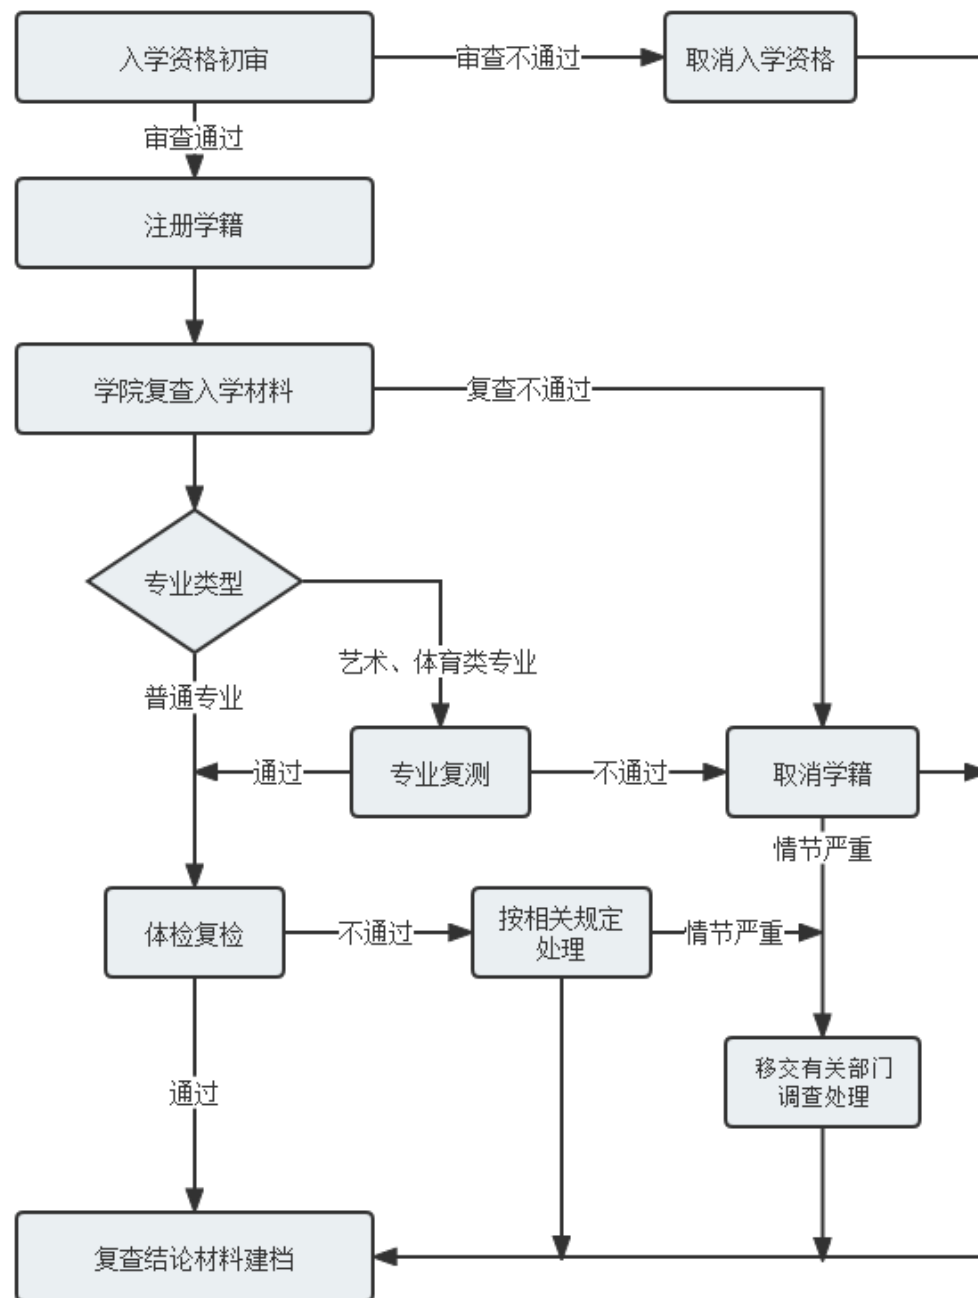 入学资格初审
审查不通过
取消入学资格
审查通过
注册学籍
学院复查入学材料
复查不通过
专业类型
艺术、体育类专业
普通专业
通过
专业复测
不通过
取消学籍
情节严重
体检复检
不通过
按相关规定
处理
情节严重
移交有关部门
调查处理
通过
复查结论材料建档